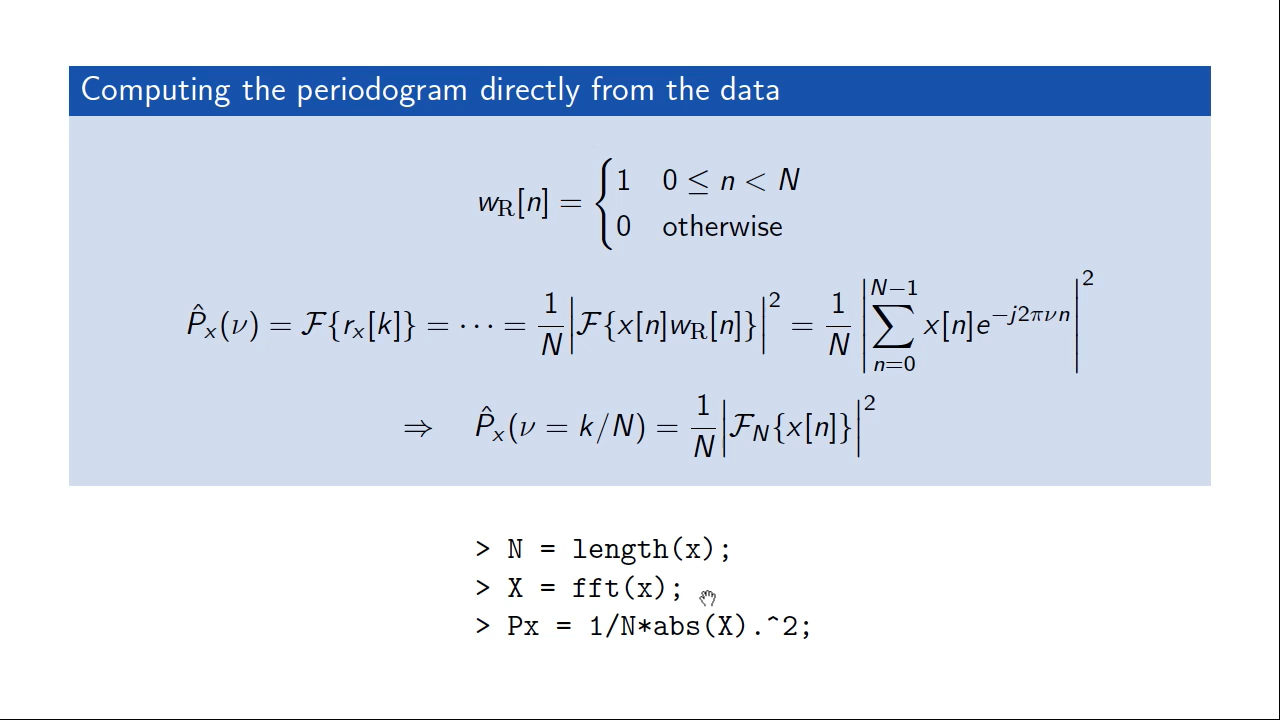 Computing the periodogram directly from the data
w_R[n] = { 1 0 ≤ n < N
0 otherwise
P̂_x(ν) = ℱ{r_x[k]} = ⋯ = 1/N |ℱ{x[n]w_R[n]}|^2 = 1/N |∑_{n=0}^{N−1} x[n]e^{−j2πνn}|^2
⇒ P̂_x(ν = k/N) = 1/N |ℱ_N{x[n]}|^2
> N = length(x);
> X = fft(x);
> Px = 1/N*abs(X).^2;